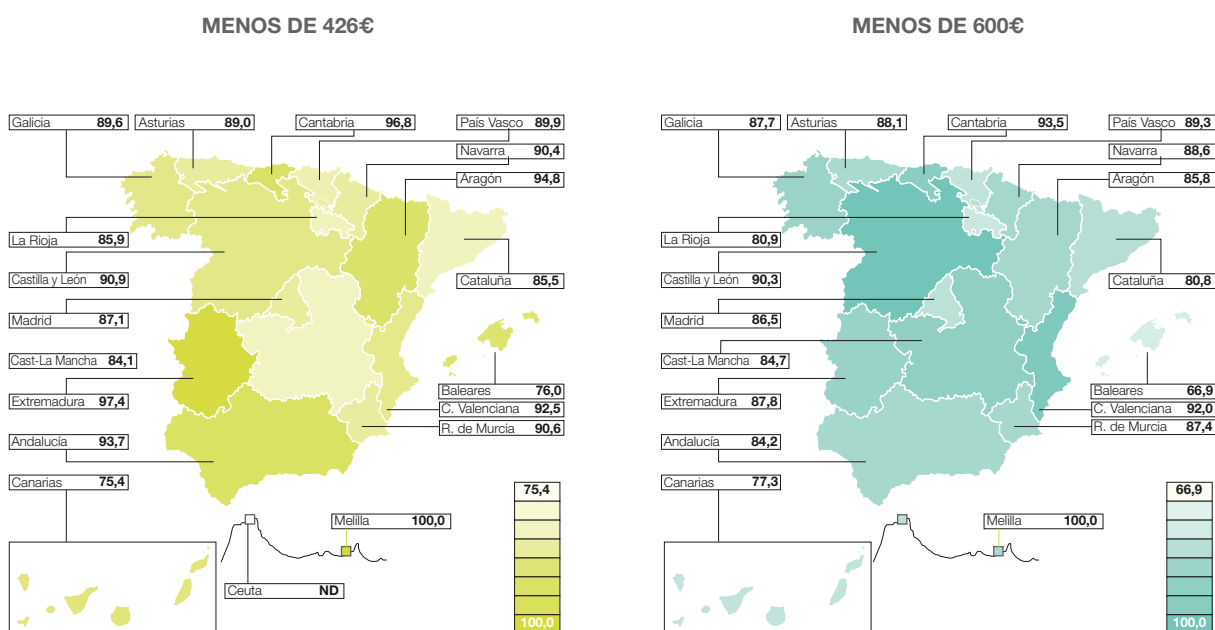 MENOS DE 426€
Galicia 89,6
Asturias 89,0
Cantabria 96,8
País Vasco 89,9
Navarra 90,4
Aragón 94,8
La Rioja 85,9
Castilla y León 90,9
Cataluña 85,5
Madrid 87,1
Cast-La Mancha 84,1
Baleares 76,0
Extremadura 97,4
C. Valenciana 92,5
R. de Murcia 90,6
Andalucía 93,7
Canarias 75,4
75,4
Melilla 100,0
Ceuta ND
100,0
MENOS DE 600€
Galicia 87,7
Asturias 88,1
Cantabria 93,5
País Vasco 89,3
Navarra 88,6
Aragón 85,8
La Rioja 80,9
Castilla y León 90,3
Cataluña 80,8
Madrid 86,5
Cast-La Mancha 84,7
Baleares 66,9
Extremadura 87,8
C. Valenciana 92,0
R. de Murcia 87,4
Andalucía 84,2
Canarias 77,3
66,9
Melilla 100,0
100,0